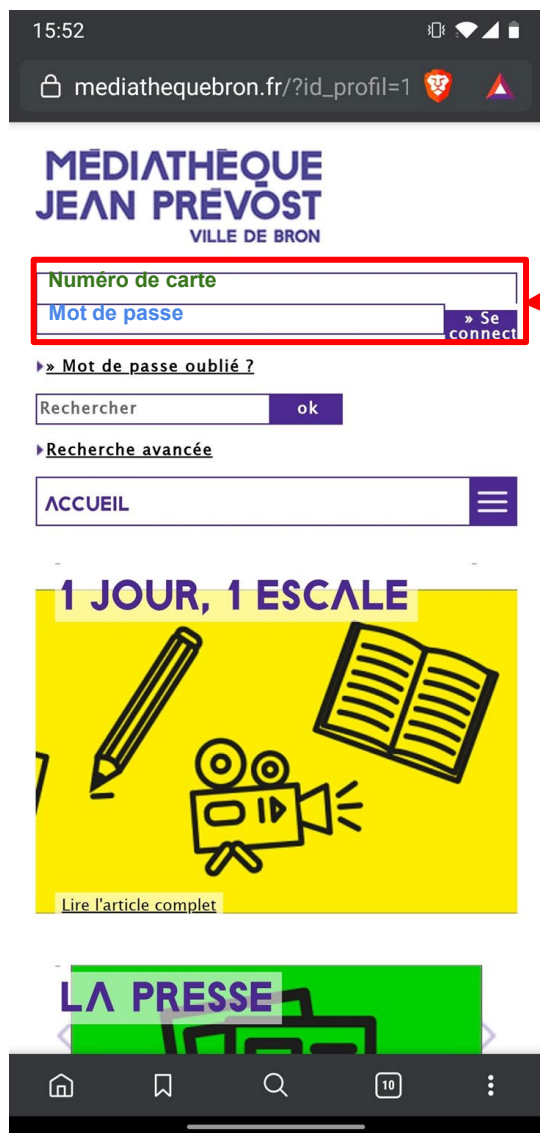 15:52
mediathequebron.fr/?id_profil=1
MÉDIATHÈQUE
JEAN PRÉVOST
VILLE DE BRON
Numéro de carte
Mot de passe
» Se
connect
» Mot de passe oublié ?
Rechercher
ok
Recherche avancée
ACCUEIL
1 JOUR, 1 ESCALE
Lire l'article complet
LA PRESSE
10